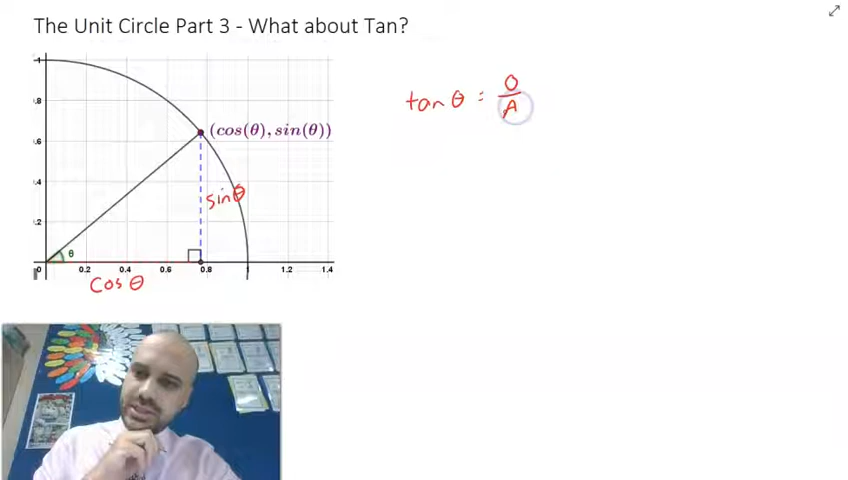 The Unit Circle Part 3 - What about Tan?
1
.8
.6
.4
.2
(cos(θ), sin(θ))
sinθ
θ
0 0.2 0.4 0.6 0.8 1 1.2 1.4
Cos θ
tan θ = O
A